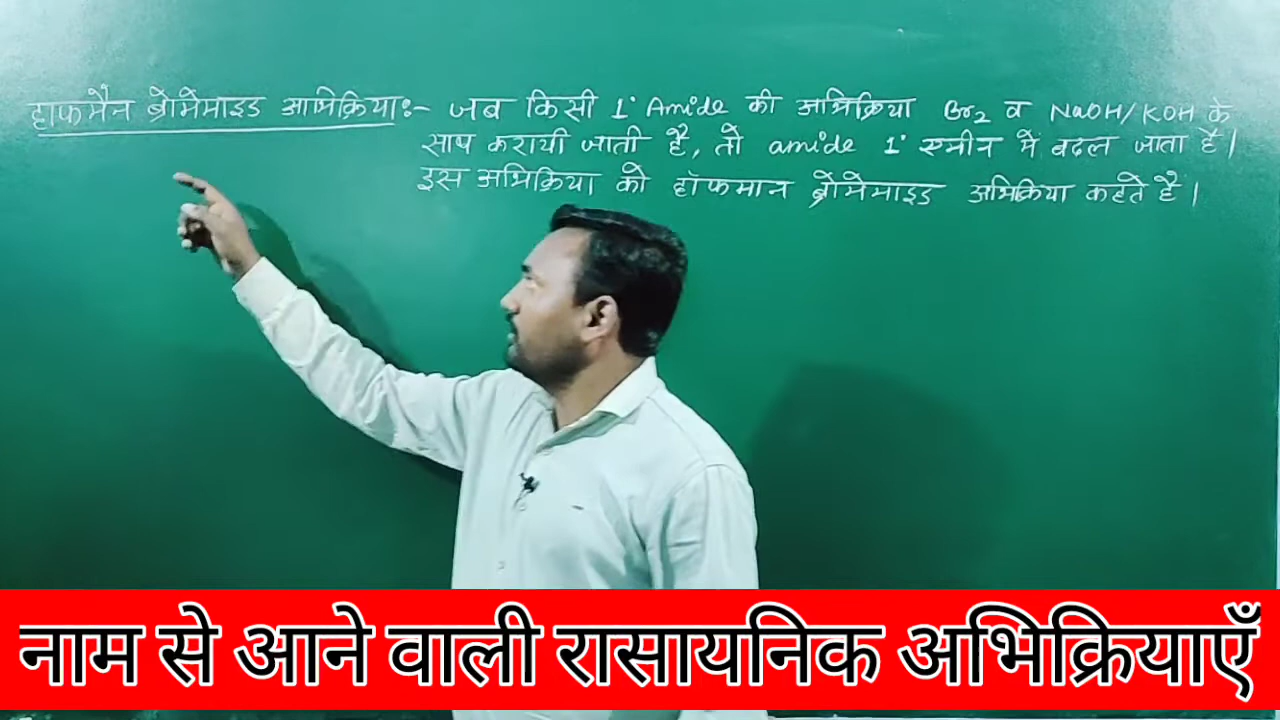 हाफमैन ब्रोमेमाइड अभिक्रियाः- जब किसी 1° Amide की अभिक्रिया Br2 व NaOH/KOH के
साथ करायी जाती है, तो amide 1° एमीन में बदल जाता है।
इस अभिक्रिया को हॉफमान ब्रोमेमाइड अभिक्रिया कहते है।
नाम से आने वाली रासायनिक अभिक्रियाएँ